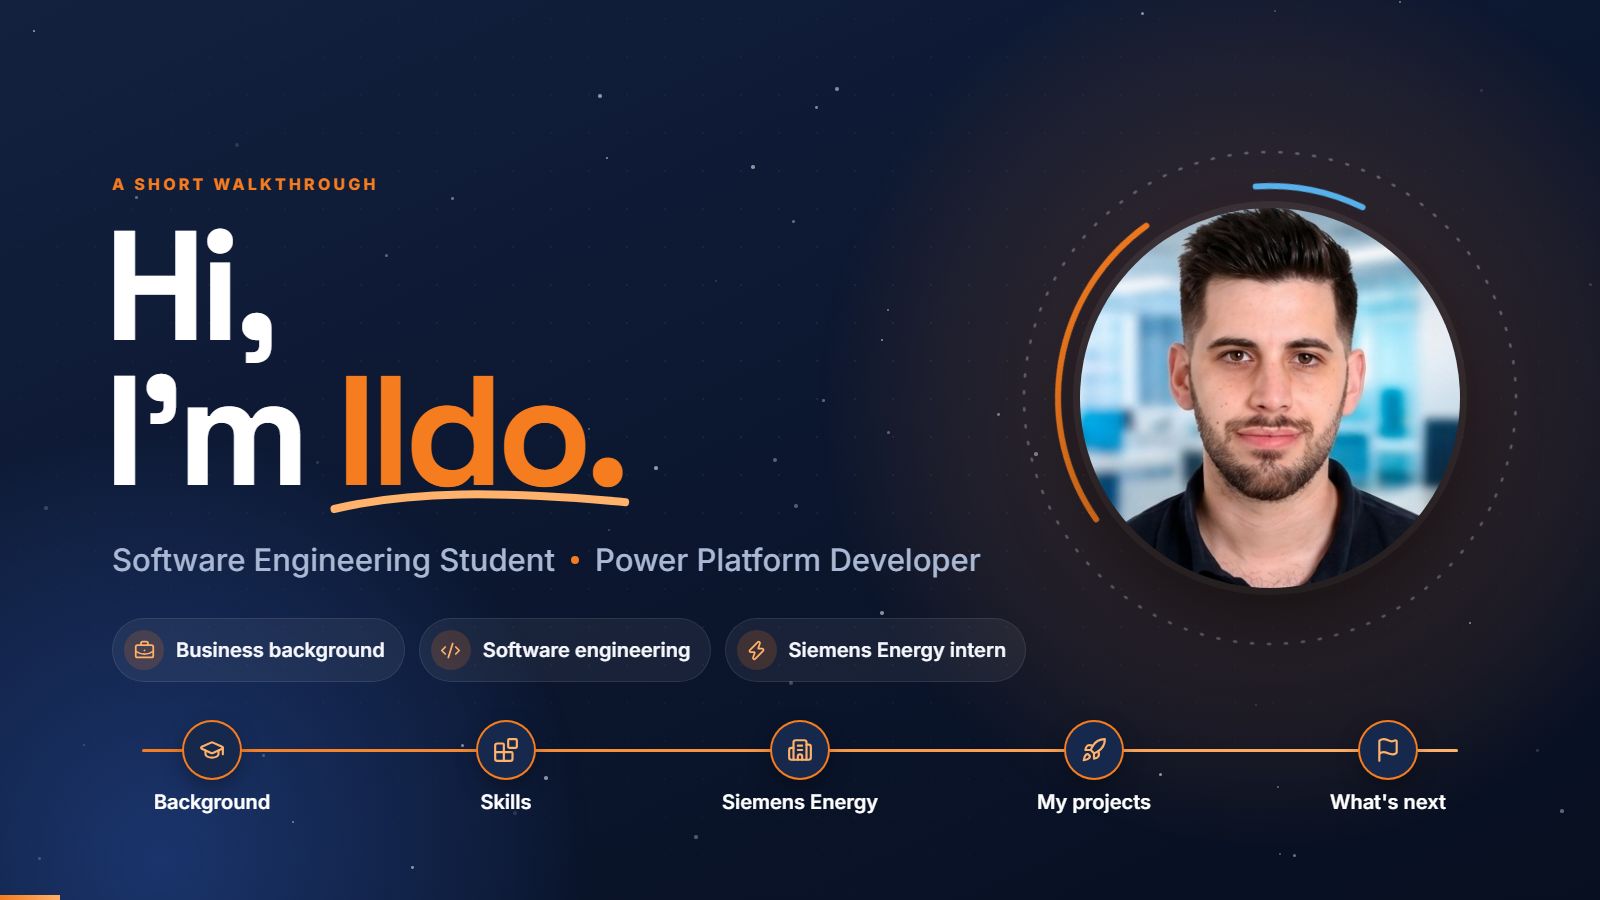 A SHORT WALKTHROUGH
Hi,
I’m Ildo.
Software Engineering Student • Power Platform Developer
Business background
Software engineering
Siemens Energy intern
Background
Skills
Siemens Energy
My projects
What's next